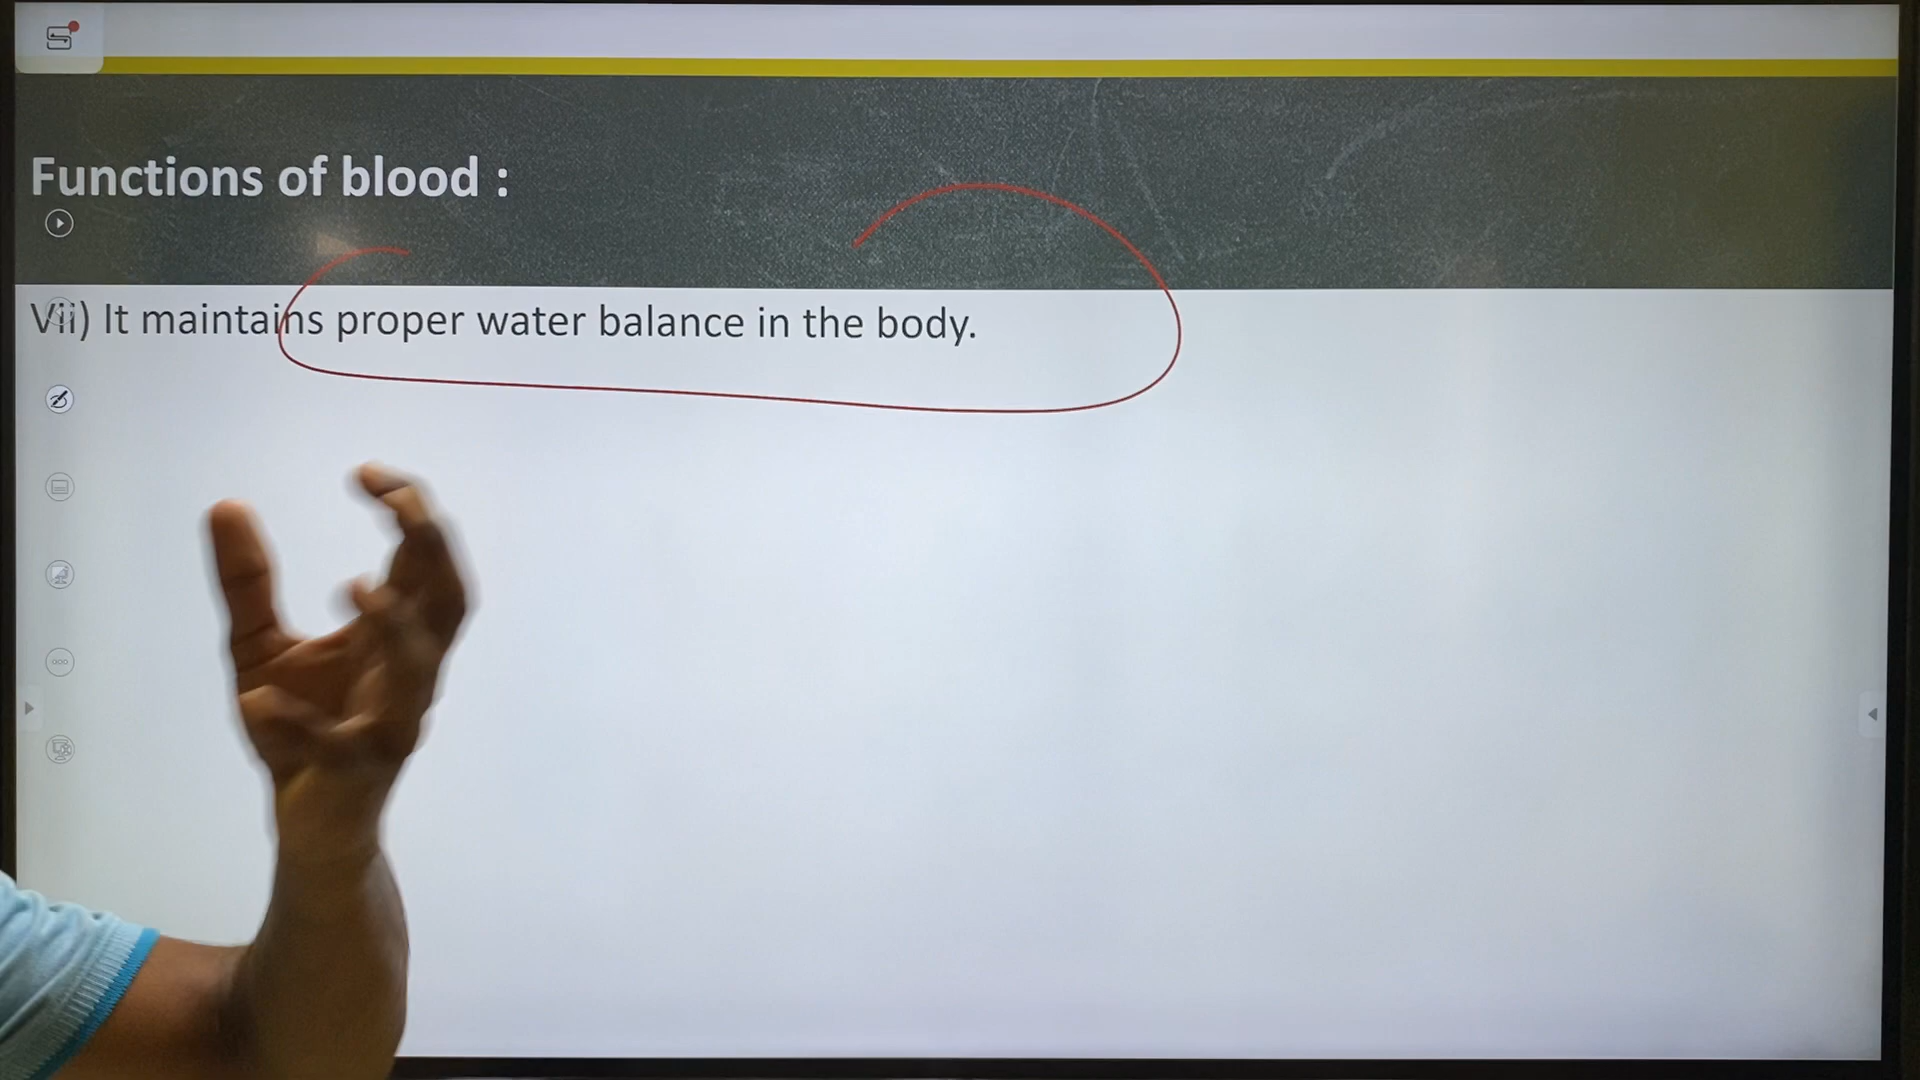 Functions of blood :
Vii) It maintains proper water balance in the body.